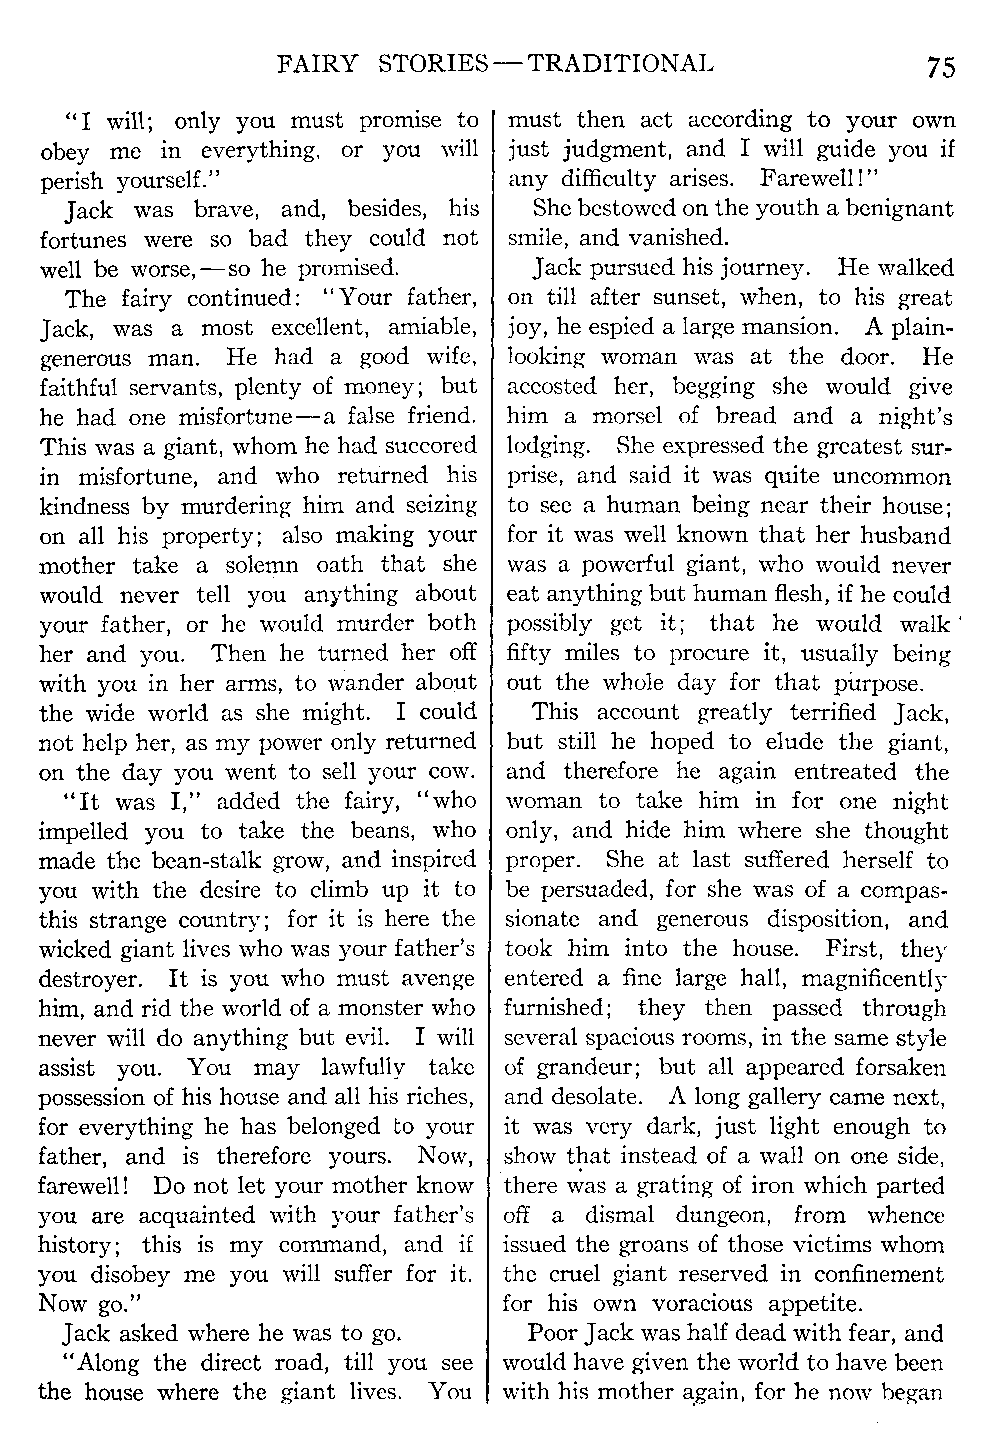 FAIRY STORIES—TRADITIONAL 75
"I will; only you must promise to
obey me in everything, or you will
perish yourself."
Jack was brave, and, besides, his
fortunes were so bad they could not
well be worse,—so he promised.
The fairy continued: "Your father,
Jack, was a most excellent, amiable,
generous man. He had a good wife,
faithful servants, plenty of money; but
he had one misfortune—a false friend.
This was a giant, whom he had succored
in misfortune, and who returned his
kindness by murdering him and seizing
on all his property; also making your
mother take a solemn oath that she
would never tell you anything about
your father, or he would murder both
her and you. Then he turned her off
with you in her arms, to wander about
the wide world as she might. I could
not help her, as my power only returned
on the day you went to sell your cow.
"It was I," added the fairy, "who
impelled you to take the beans, who
made the bean-stalk grow, and inspired
you with the desire to climb up it to
this strange country; for it is here the
wicked giant lives who was your father's
destroyer. It is you who must avenge
him, and rid the world of a monster who
never will do anything but evil. I will
assist you. You may lawfully take
possession of his house and all his riches,
for everything he has belonged to your
father, and is therefore yours. Now,
farewell! Do not let your mother know
you are acquainted with your father's
history; this is my command, and if
you disobey me you will suffer for it.
Now go."
Jack asked where he was to go.
"Along the direct road, till you see
the house where the giant lives. You
must then act according to your own
just judgment, and I will guide you if
any difficulty arises. Farewell!"
She bestowed on the youth a benignant
smile, and vanished.
Jack pursued his journey. He walked
on till after sunset, when, to his great
joy, he espied a large mansion. A plain-
looking woman was at the door. He
accosted her, begging she would give
him a morsel of bread and a night's
lodging. She expressed the greatest sur-
prise, and said it was quite uncommon
to see a human being near their house;
for it was well known that her husband
was a powerful giant, who would never
eat anything but human flesh, if he could
possibly get it; that he would walk
fifty miles to procure it, usually being
out the whole day for that purpose.
This account greatly terrified Jack,
but still he hoped to elude the giant,
and therefore he again entreated the
woman to take him in for one night
only, and hide him where she thought
proper. She at last suffered herself to
be persuaded, for she was of a compas-
sionate and generous disposition, and
took him into the house. First, they
entered a fine large hall, magnificently
furnished; they then passed through
several spacious rooms, in the same style
of grandeur; but all appeared forsaken
and desolate. A long gallery came next,
it was very dark, just light enough to
show that instead of a wall on one side,
there was a grating of iron which parted
off a dismal dungeon, from whence
issued the groans of those victims whom
the cruel giant reserved in confinement
for his own voracious appetite.
Poor Jack was half dead with fear, and
would have given the world to have been
with his mother again, for he now began